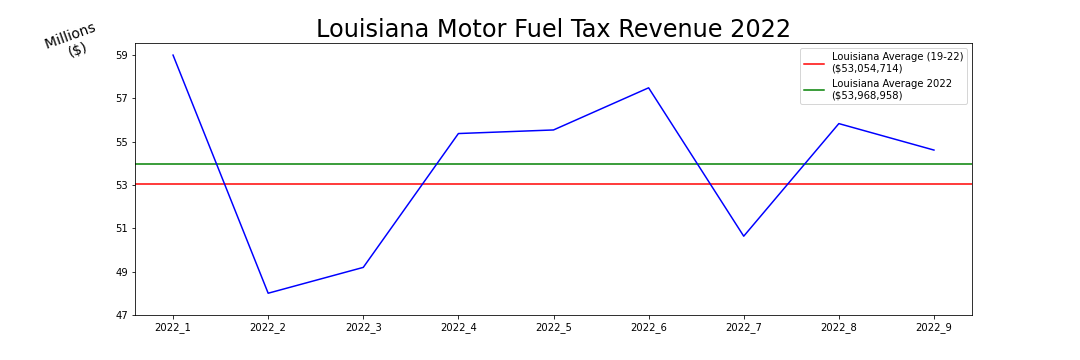 Louisiana Motor Fuel Tax Revenue 2022
Millions
($)
Louisiana Average (19-22)
($53,054,714)
Louisiana Average 2022
($53,968,958)
59
57
55
53
51
49
47
2022_1 2022_2 2022_3 2022_4 2022_5 2022_6 2022_7 2022_8 2022_9